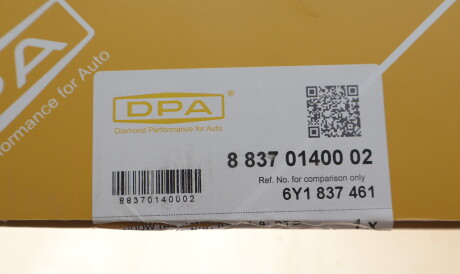 DPA
rmance for Auto
DPA®
Diamond Performance for Auto
8 837 01400 02
Ref. No. for comparison only
6Y1 837 461
88370140002